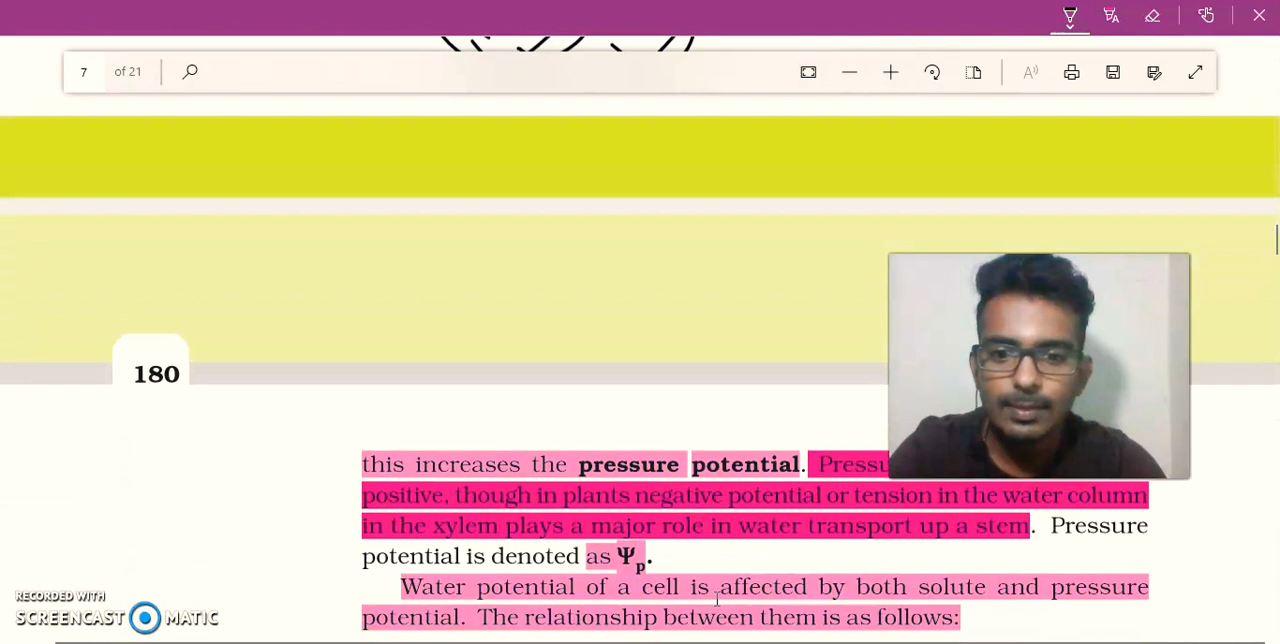 7 of 21
180
this increases the pressure potential. Pressu
positive, though in plants negative potential or tension in the water column
in the xylem plays a major role in water transport up a stem. Pressure
potential is denoted as Ψp.
Water potential of a cell is affected by both solute and pressure
potential. The relationship between them is as follows:
RECORDED WITH
SCREENCAST MATIC